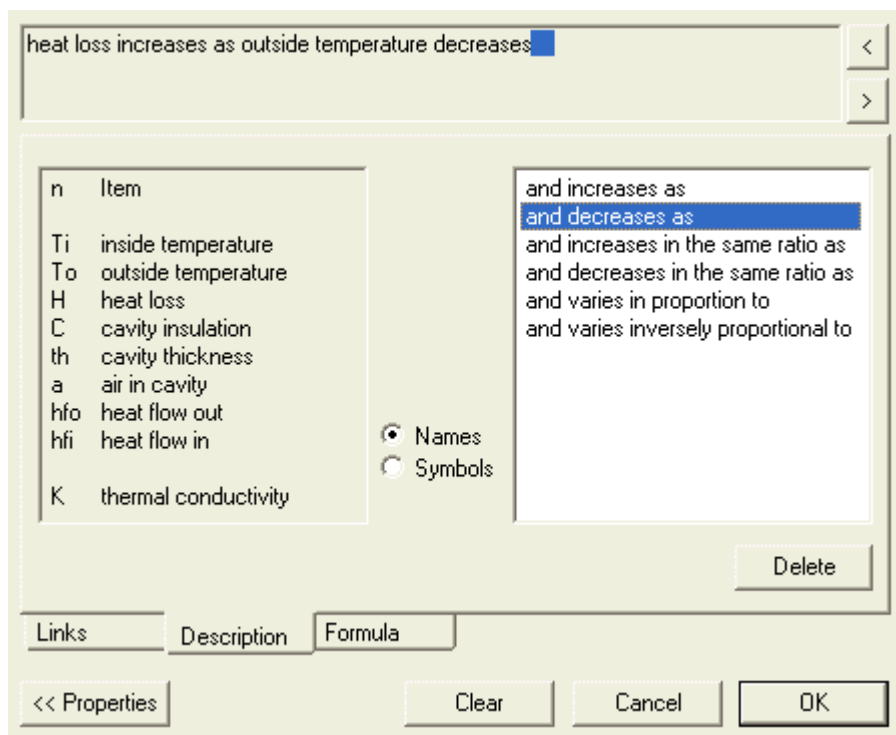 heat loss increases as outside temperature decreases
<
>
n Item
Ti inside temperature
To outside temperature
H heat loss
C cavity insulation
th cavity thickness
a air in cavity
hfo heat flow out
hfi heat flow in
K thermal conductivity
Names
Symbols
and increases as
and decreases as
and increases in the same ratio as
and decreases in the same ratio as
and varies in proportion to
and varies inversely proportional to
Delete
Links Description Formula
<< Properties Clear Cancel OK